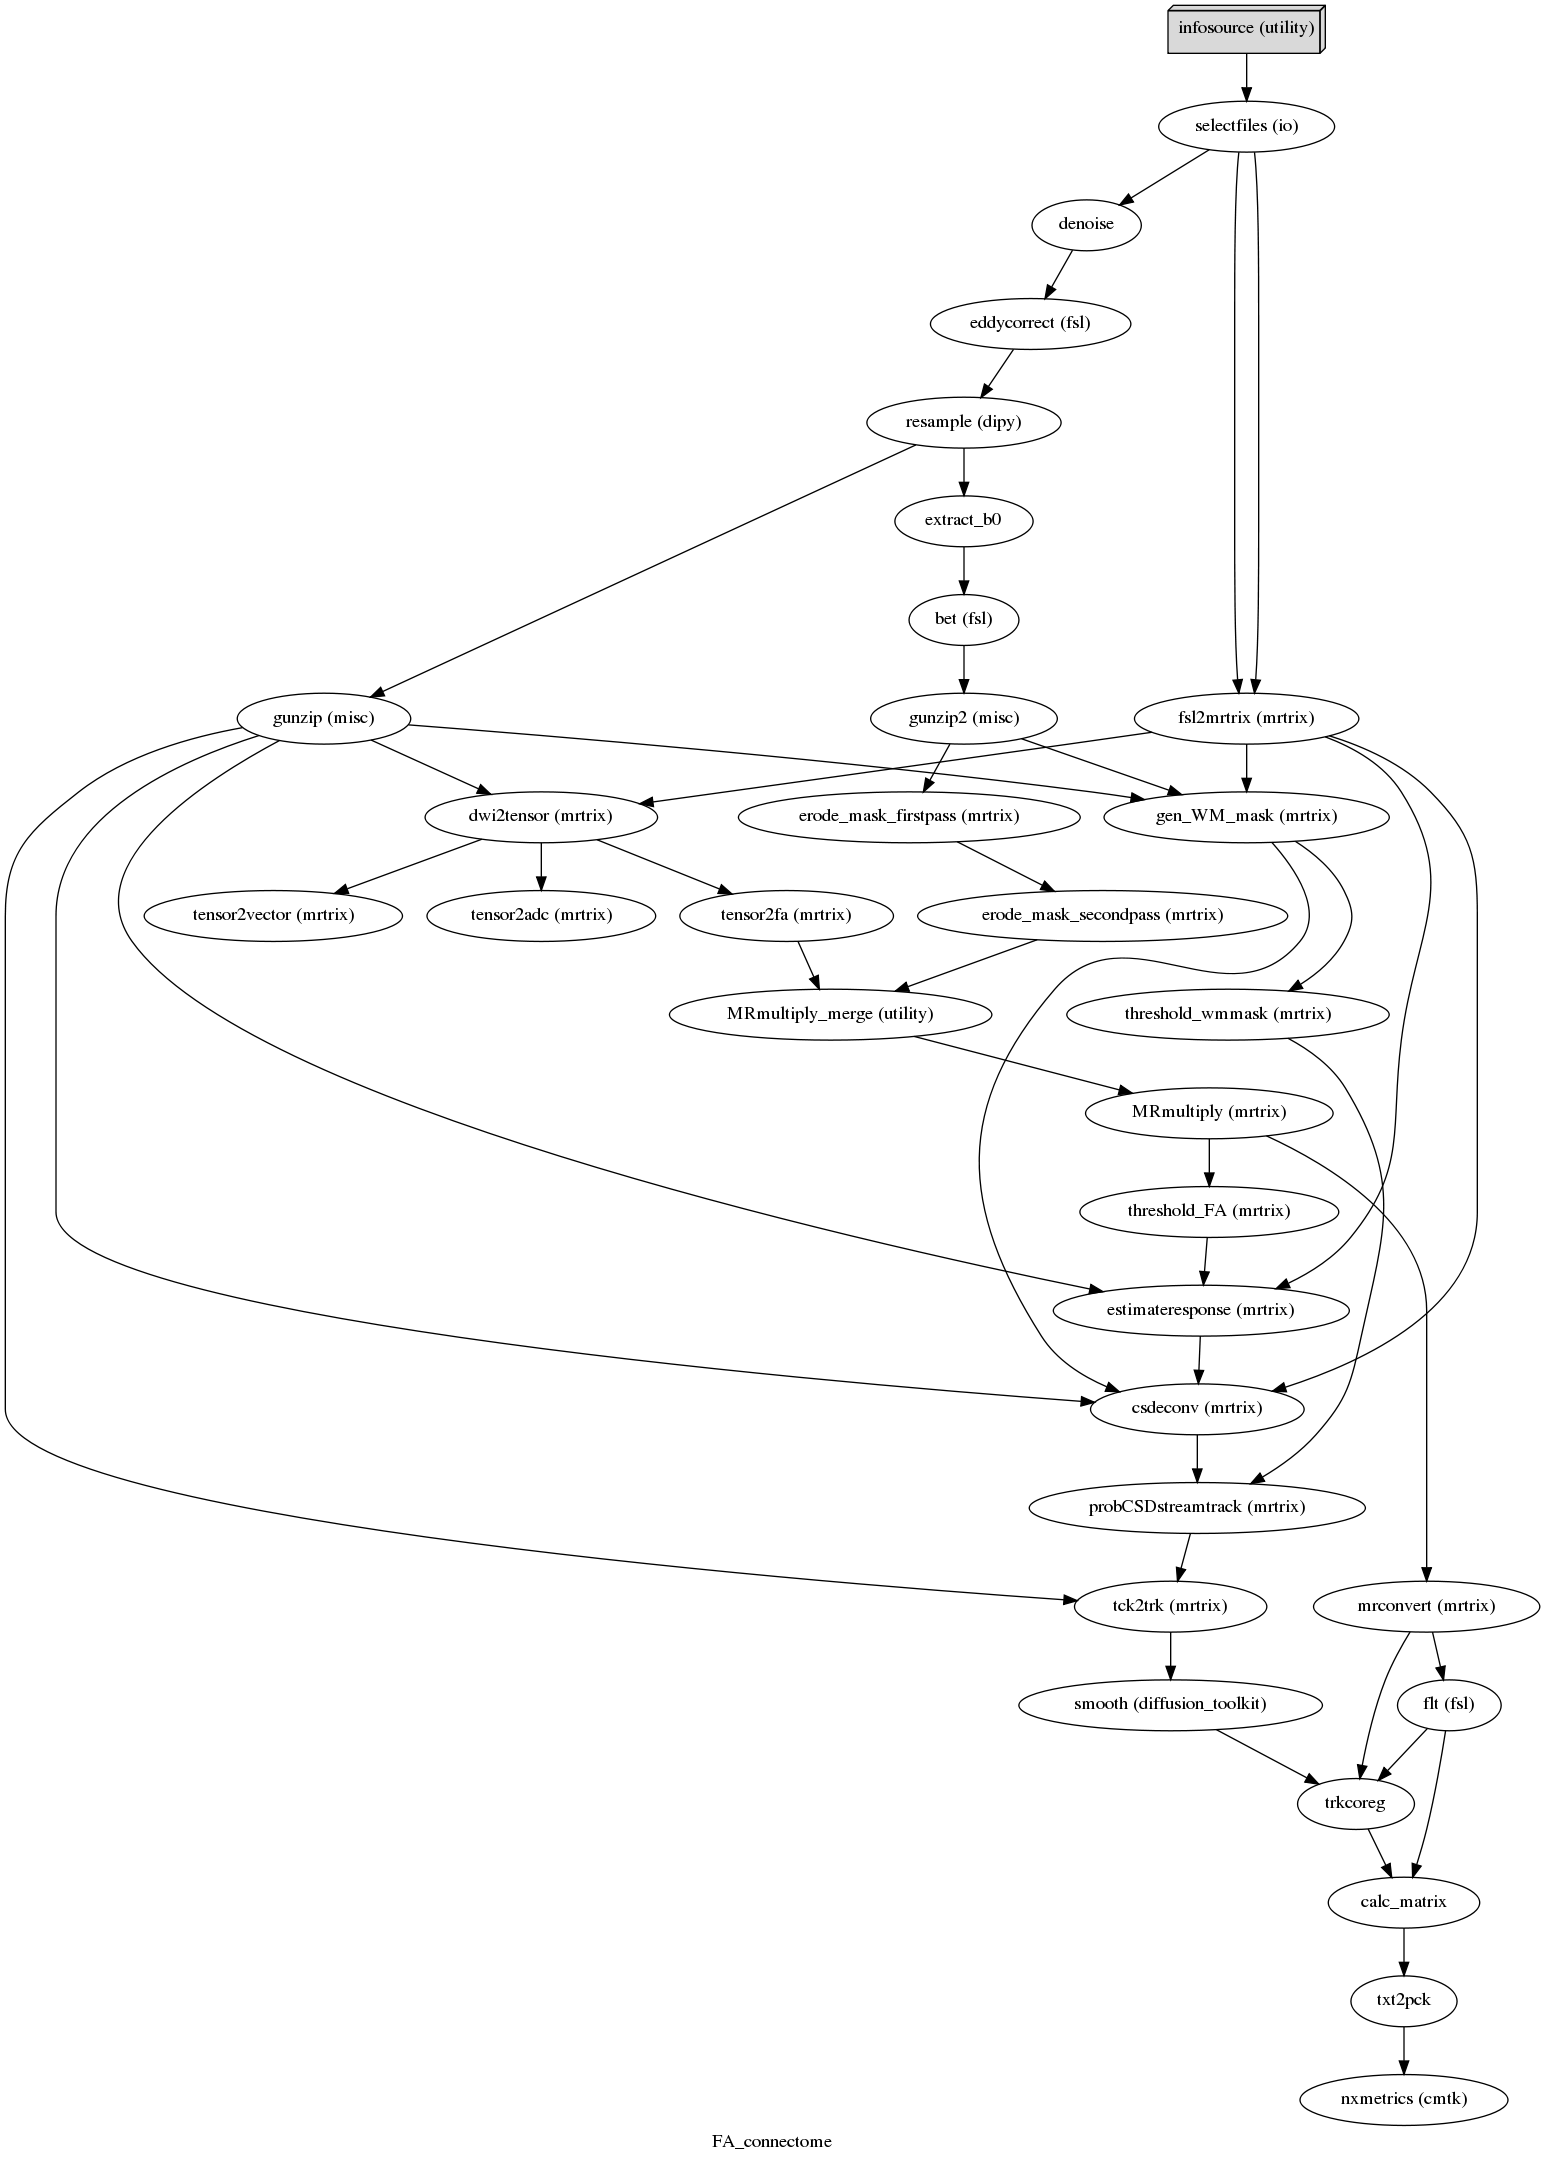 infosource (utility)
selectfiles (io)
denoise
eddycorrect (fsl)
resample (dipy)
extract_b0
bet (fsl)
gunzip (misc)
gunzip2 (misc)
fsl2mrtrix (mrtrix)
dwi2tensor (mrtrix)
erode_mask_firstpass (mrtrix)
gen_WM_mask (mrtrix)
tensor2vector (mrtrix)
tensor2adc (mrtrix)
tensor2fa (mrtrix)
erode_mask_secondpass (mrtrix)
MRmultiply_merge (utility)
threshold_wmmask (mrtrix)
MRmultiply (mrtrix)
threshold_FA (mrtrix)
estimateresponse (mrtrix)
csdeconv (mrtrix)
probCSDstreamtrack (mrtrix)
tck2trk (mrtrix)
mrconvert (mrtrix)
smooth (diffusion_toolkit)
flt (fsl)
trkcoreg
calc_matrix
txt2pck
nxmetrics (cmtk)
FA_connectome